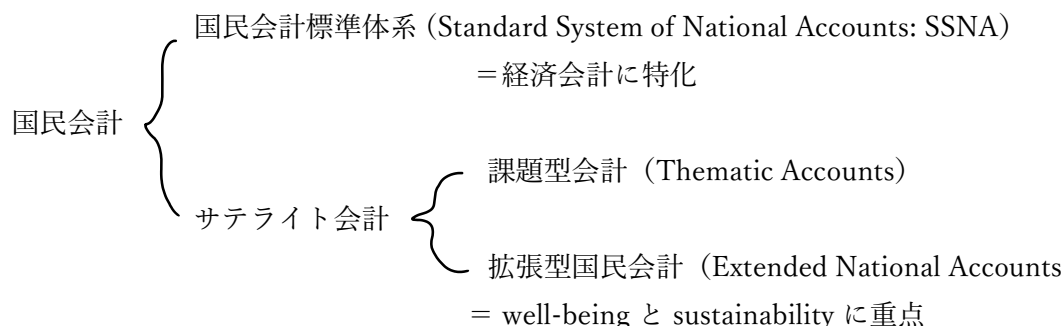 国民会計標準体系 (Standard System of National Accounts: SSNA)
=経済会計に特化
国民会計
課題型会計 (Thematic Accounts)
サテライト会計
拡張型国民会計 (Extended National Accounts
= well-being と sustainability に重点